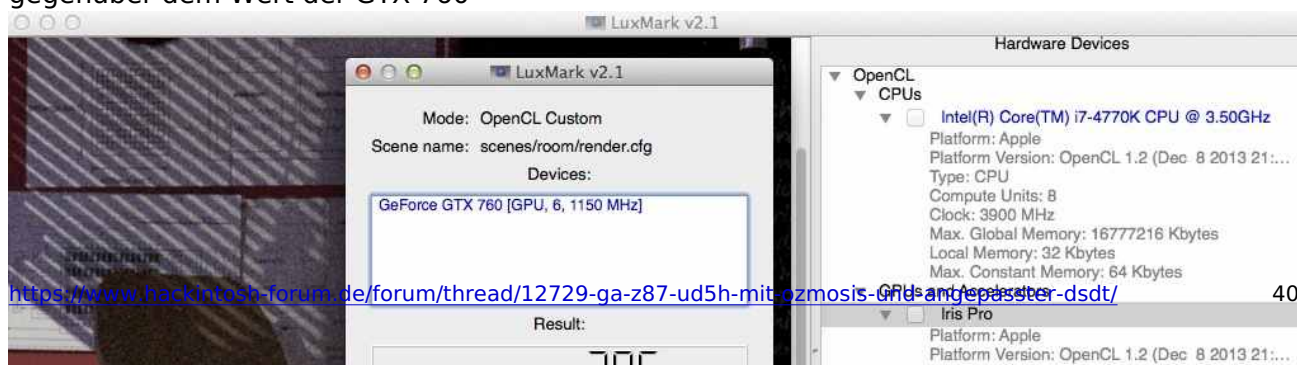 gegenüber dem Wert der GTX 760
LuxMark v2.1
LuxMark v2.1
Mode: OpenCL Custom
Scene name: scenes/room/render.cfg
Devices:
GeForce GTX 760 [GPU, 6, 1150 MHz]
Result:
Hardware Devices
OpenCL
CPUs
Intel(R) Core(TM) i7-4770K CPU @ 3.50GHz
Platform: Apple
Platform Version: OpenCL 1.2 (Dec 8 2013 21:...
Type: CPU
Compute Units: 8
Clock: 3900 MHz
Max. Global Memory: 16777216 Kbytes
Local Memory: 32 Kbytes
Max. Constant Memory: 64 Kbytes
GPUs and Accelerators
Iris Pro
Platform: Apple
Platform Version: OpenCL 1.2 (Dec 8 2013 21:...
https://www.hackintosh-forum.de/forum/thread/12729-ga-z87-ud5h-mit-ozmosis-und-angepasster-dsdt/
40